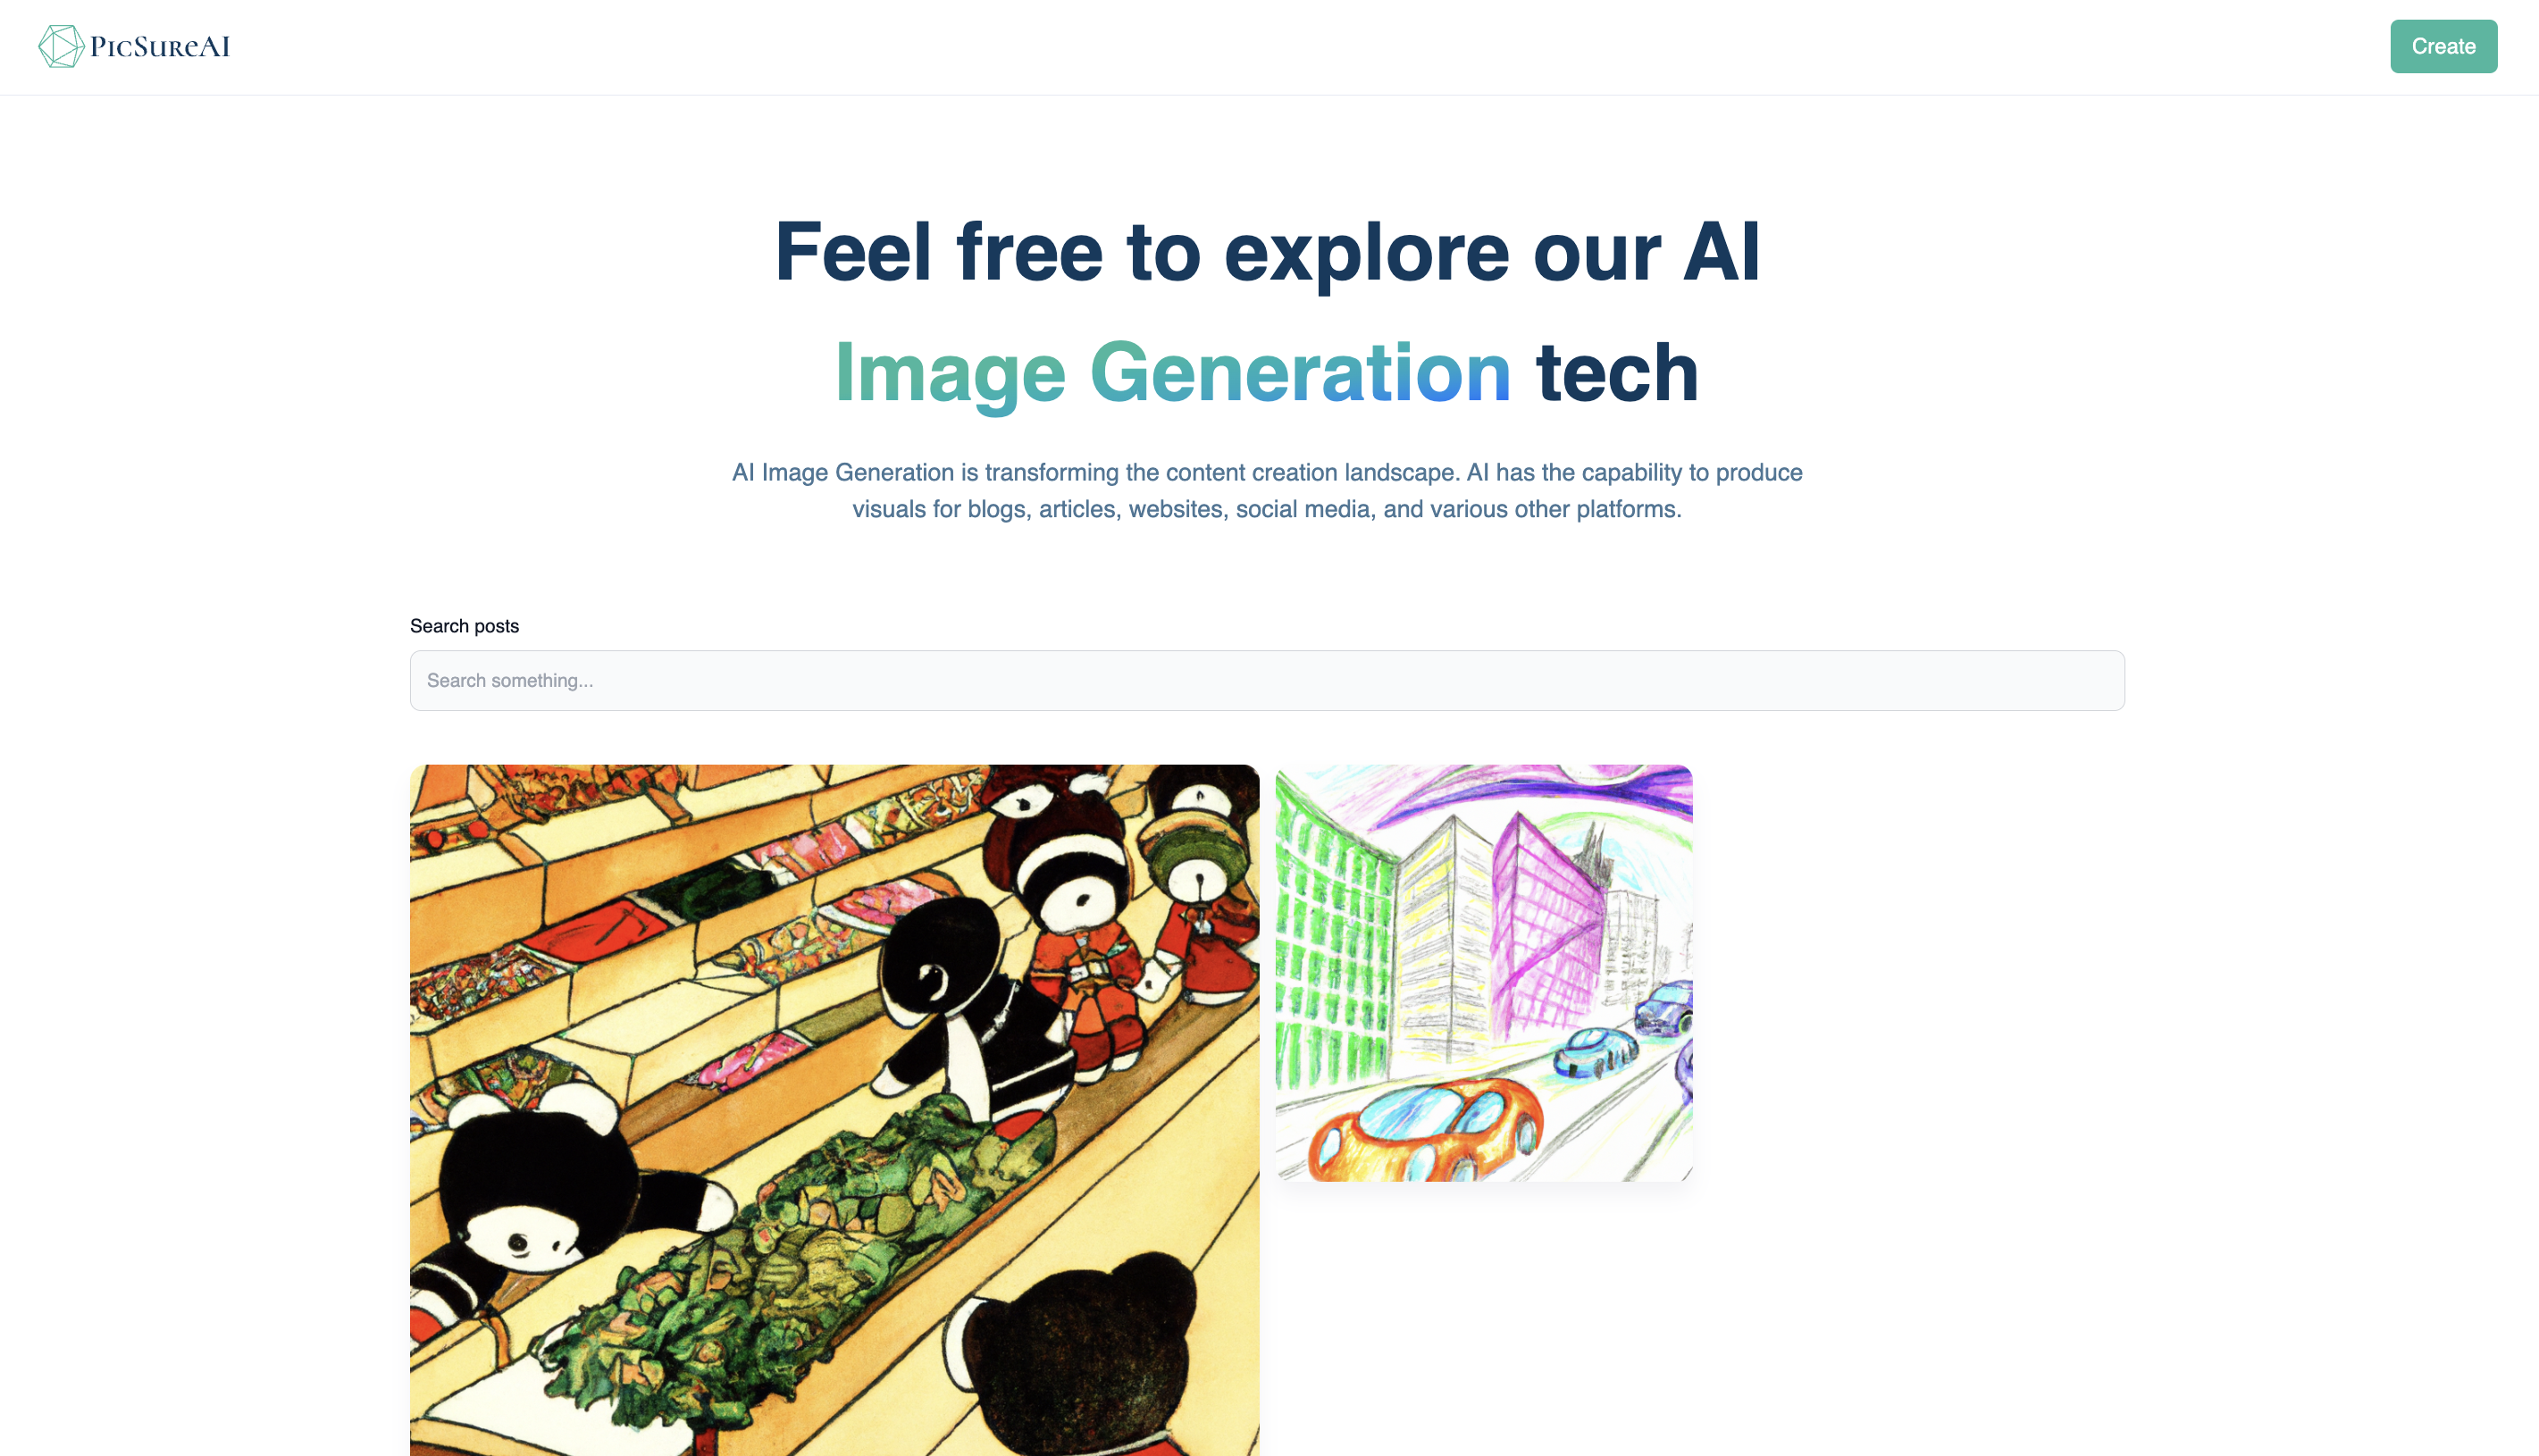 PicSureAI
Create
Feel free to explore our AI
Image Generation tech
AI Image Generation is transforming the content creation landscape. AI has the capability to produce
visuals for blogs, articles, websites, social media, and various other platforms.
Search posts
Search something...